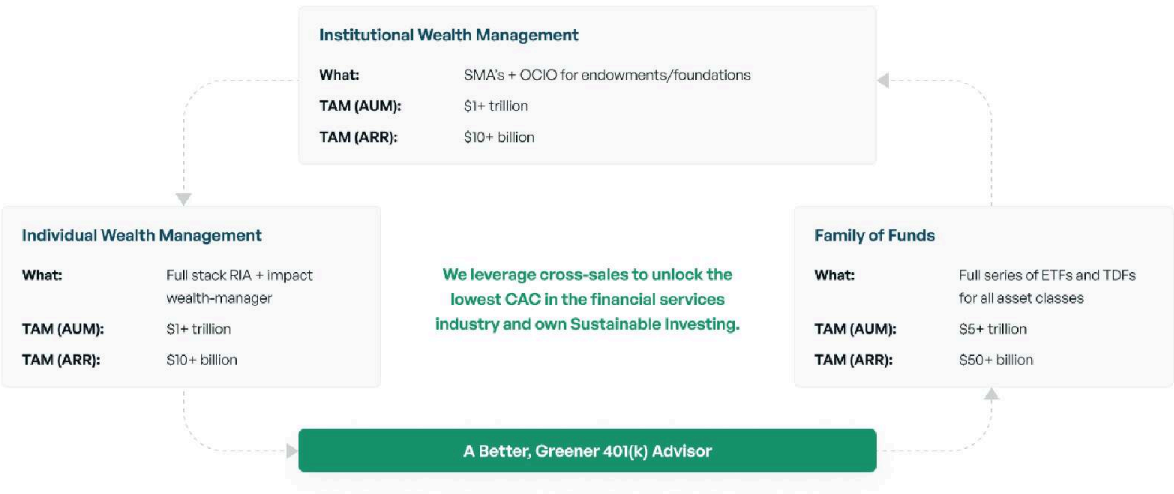 Institutional Wealth Management
What: SMA's + OCIO for endowments/foundations
TAM (AUM): $1+ trillion
TAM (ARR): $10+ billion
Individual Wealth Management
What: Full stack RIA + impact
wealth-manager
TAM (AUM): $1+ trillion
TAM (ARR): $10+ billion
We leverage cross-sales to unlock the
lowest CAC in the financial services
industry and own Sustainable Investing.
Family of Funds
What: Full series of ETFs and TDFs
for all asset classes
TAM (AUM): $5+ trillion
TAM (ARR): $50+ billion
A Better, Greener 401(k) Advisor